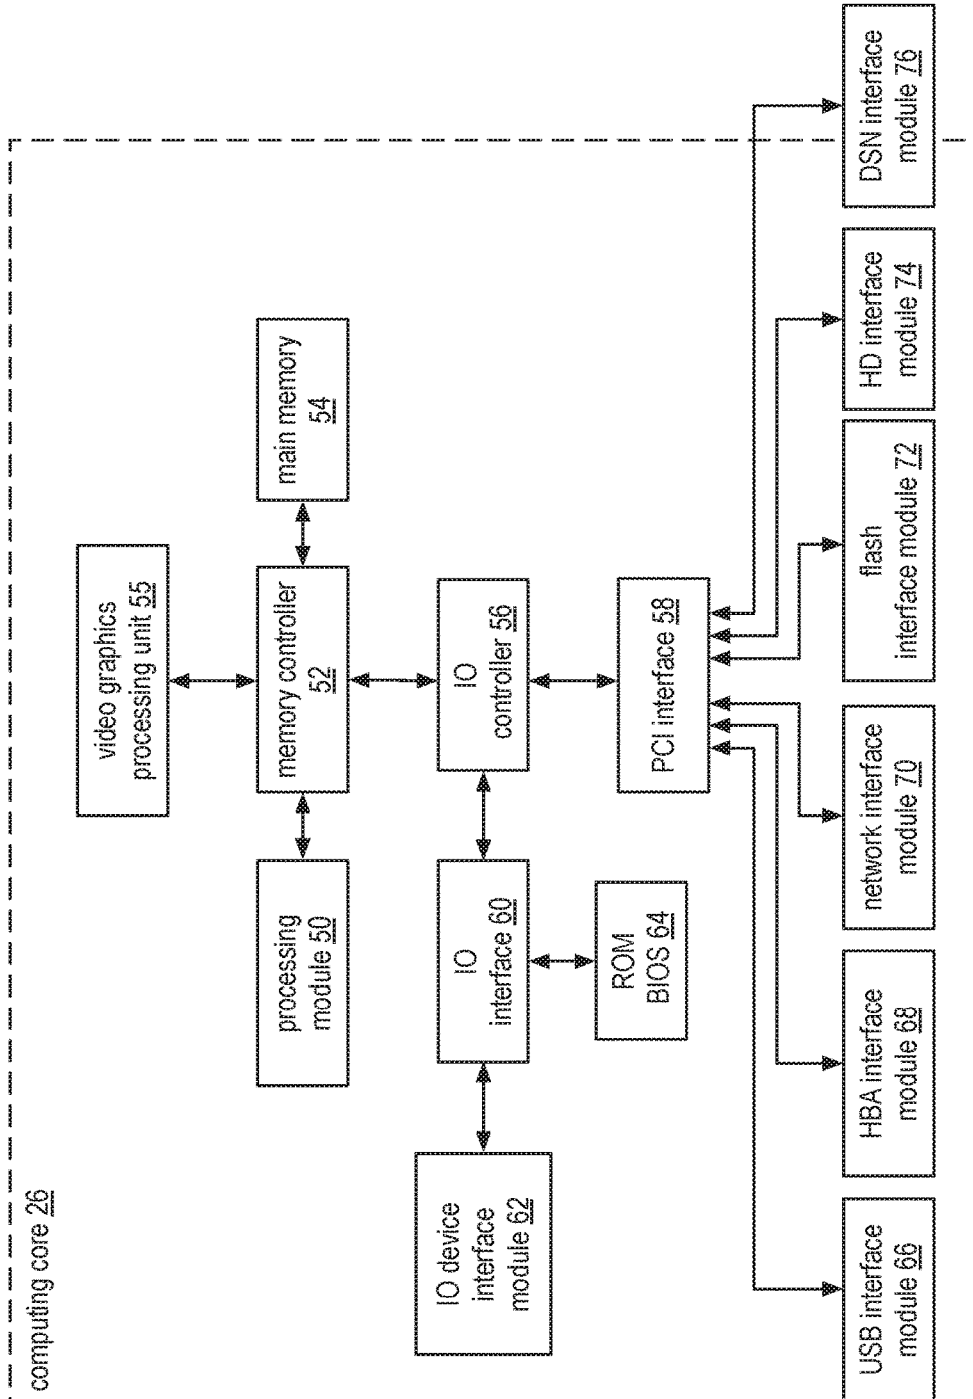 computing core 26
video graphics
processing unit 55
processing
module 50
memory controller
52
main memory
54
IO device
interface
module 62
IO
interface 60
IO
controller 56
ROM
BIOS 64
PCI interface 58
USB interface
module 66
HBA interface
module 68
network interface
module 70
flash
interface module 72
HD interface
module 74
DSN interface
module 76